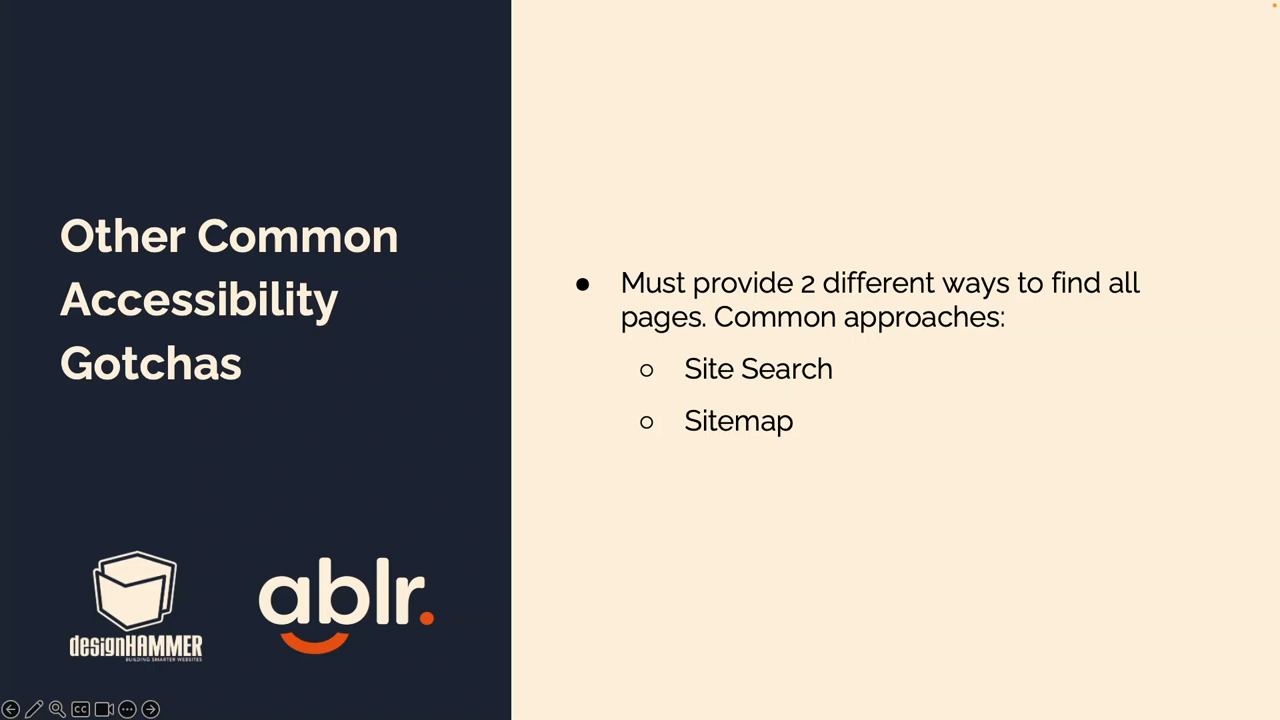 Other Common
Accessibility
Gotchas
● Must provide 2 different ways to find all
pages. Common approaches:
○ Site Search
○ Sitemap
designHAMMER
BUILDING SMARTER WEBSITES
ablr.
CC